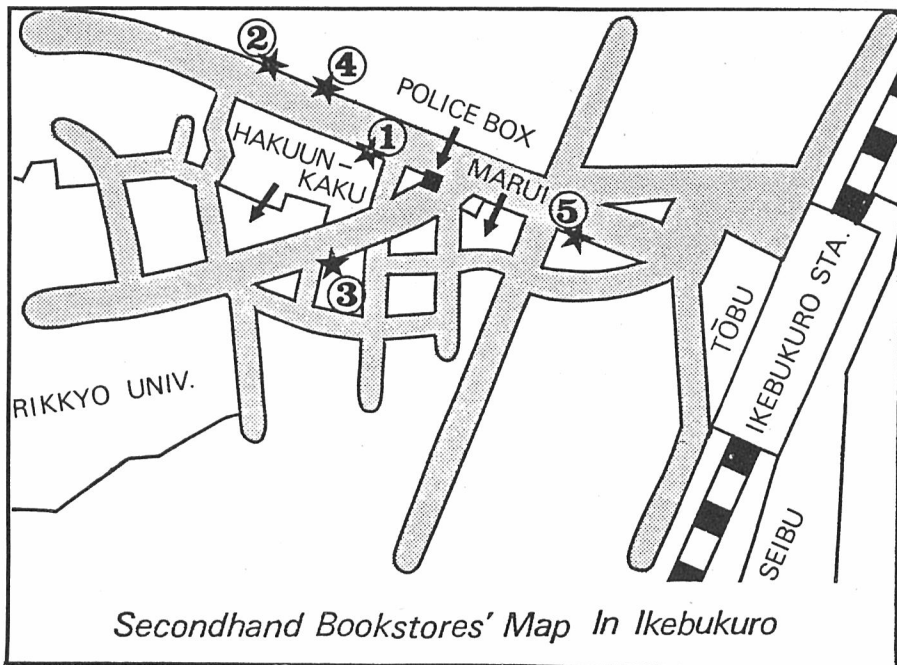 ②
④
POLICE BOX
①
HAKUUN-
KAKU
MARUI
⑤
③
TŌBU
IKEBUKURO STA.
RIKKYO UNIV.
SEIBU
Secondhand Bookstores' Map In Ikebukuro